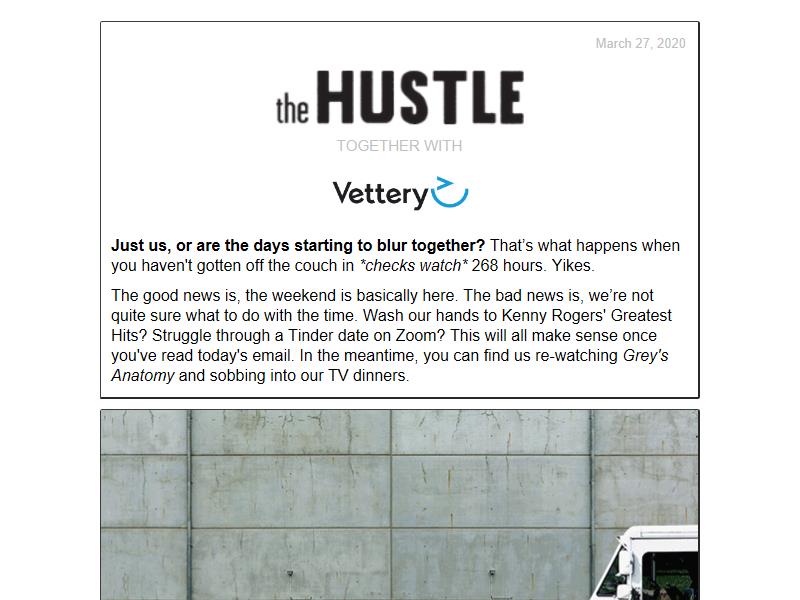 March 27, 2020
the HUSTLE
TOGETHER WITH
Vettery
Just us, or are the days starting to blur together? That’s what happens when
you haven't gotten off the couch in *checks watch* 268 hours. Yikes.
The good news is, the weekend is basically here. The bad news is, we’re not
quite sure what to do with the time. Wash our hands to Kenny Rogers' Greatest
Hits? Struggle through a Tinder date on Zoom? This will all make sense once
you've read today's email. In the meantime, you can find us re-watching Grey's
Anatomy and sobbing into our TV dinners.